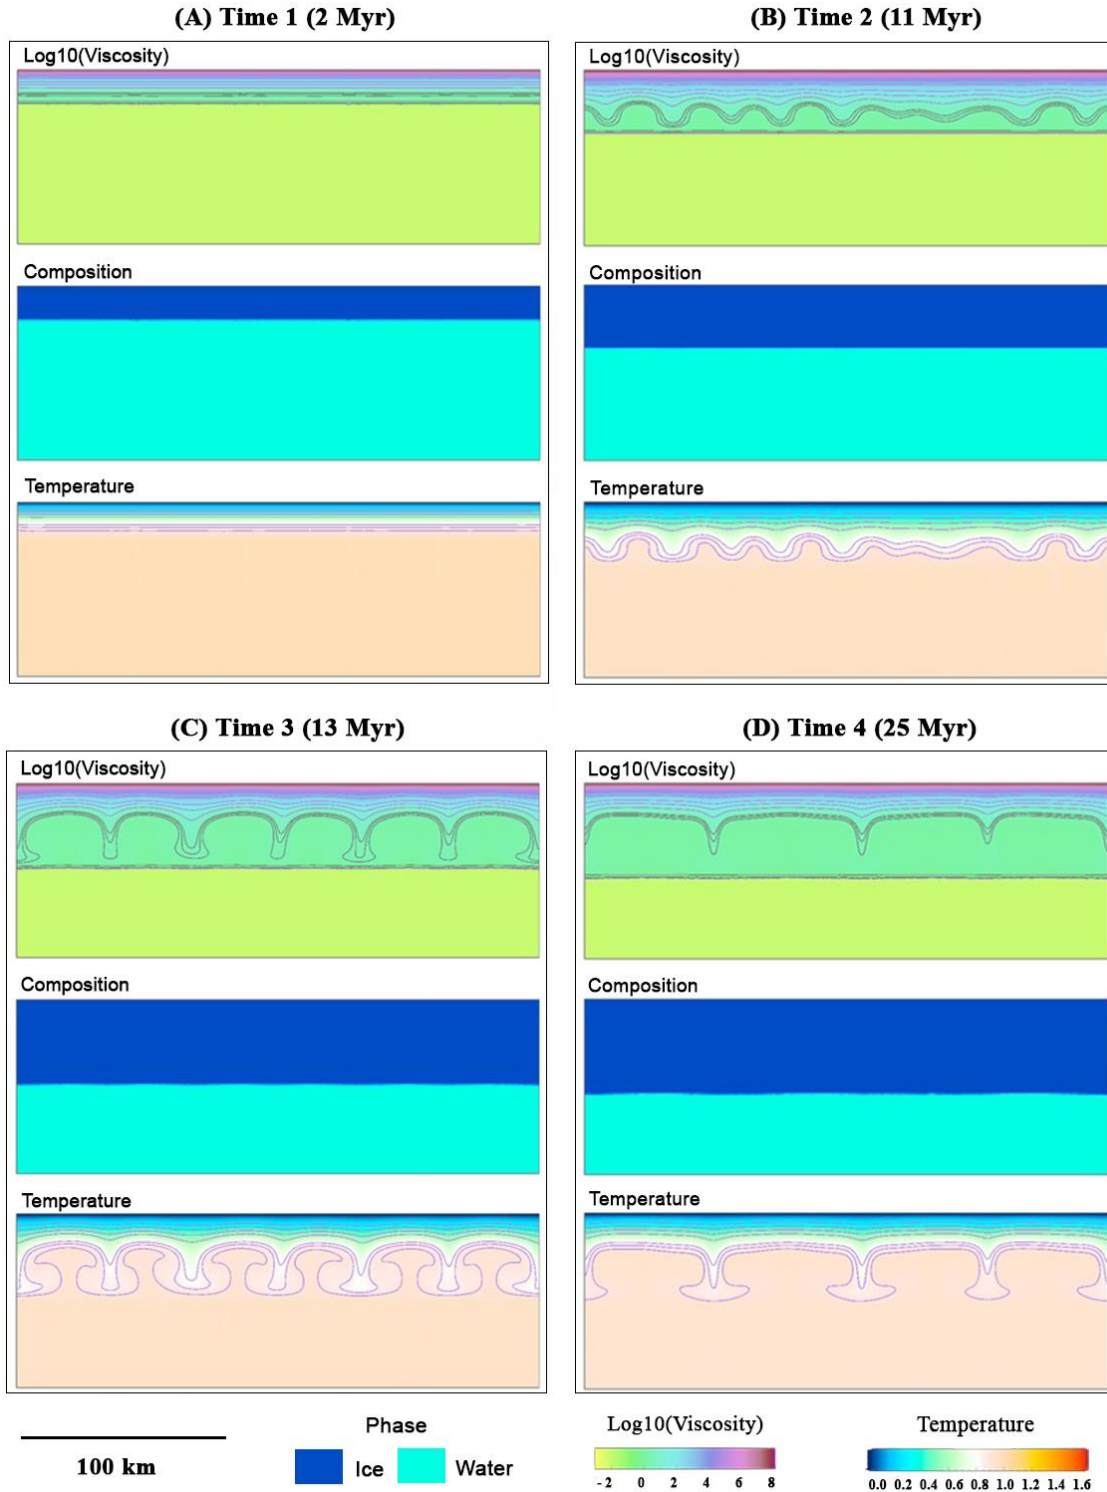 (A) Time 1 (2 Myr)
(B) Time 2 (11 Myr)
Log10(Viscosity)
Log10(Viscosity)
Composition
Composition
Temperature
Temperature
(C) Time 3 (13 Myr)
(D) Time 4 (25 Myr)
Log10(Viscosity)
Log10(Viscosity)
Composition
Composition
Temperature
Temperature
100 km
Phase
Ice
Water
Log10(Viscosity)
-2 0 2 4 6 8
Temperature
0.0 0.2 0.4 0.6 0.8 1.0 1.2 1.4 1.6